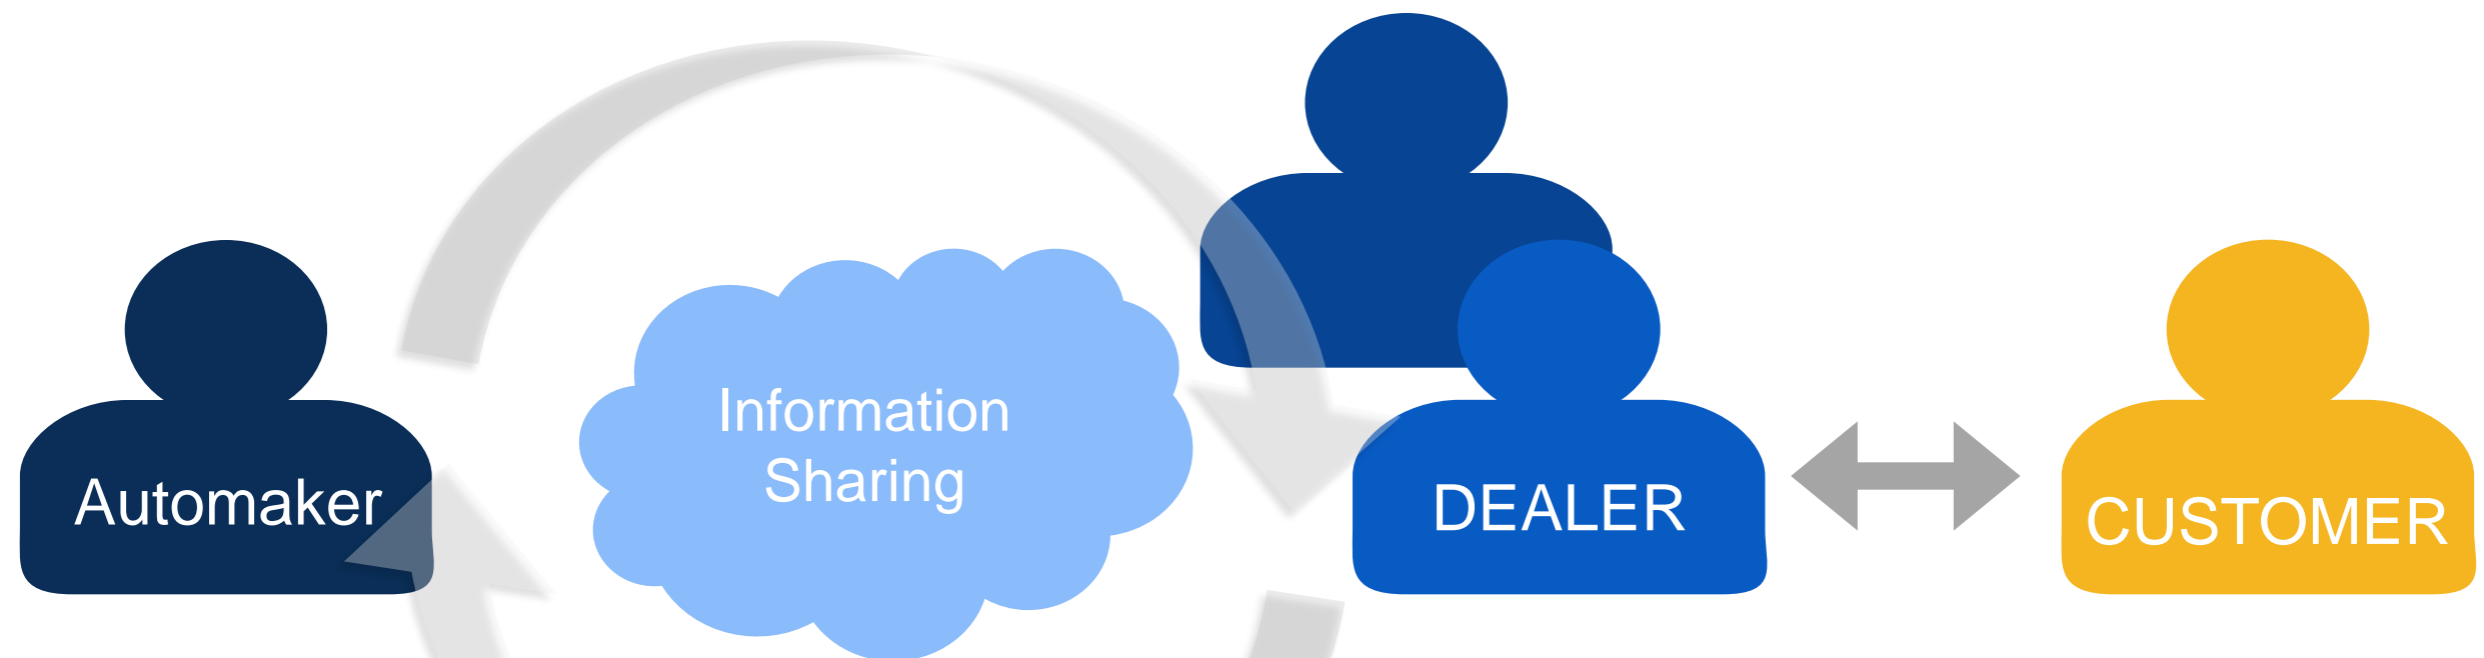 Automaker
Information
Sharing
DEALER
CUSTOMER